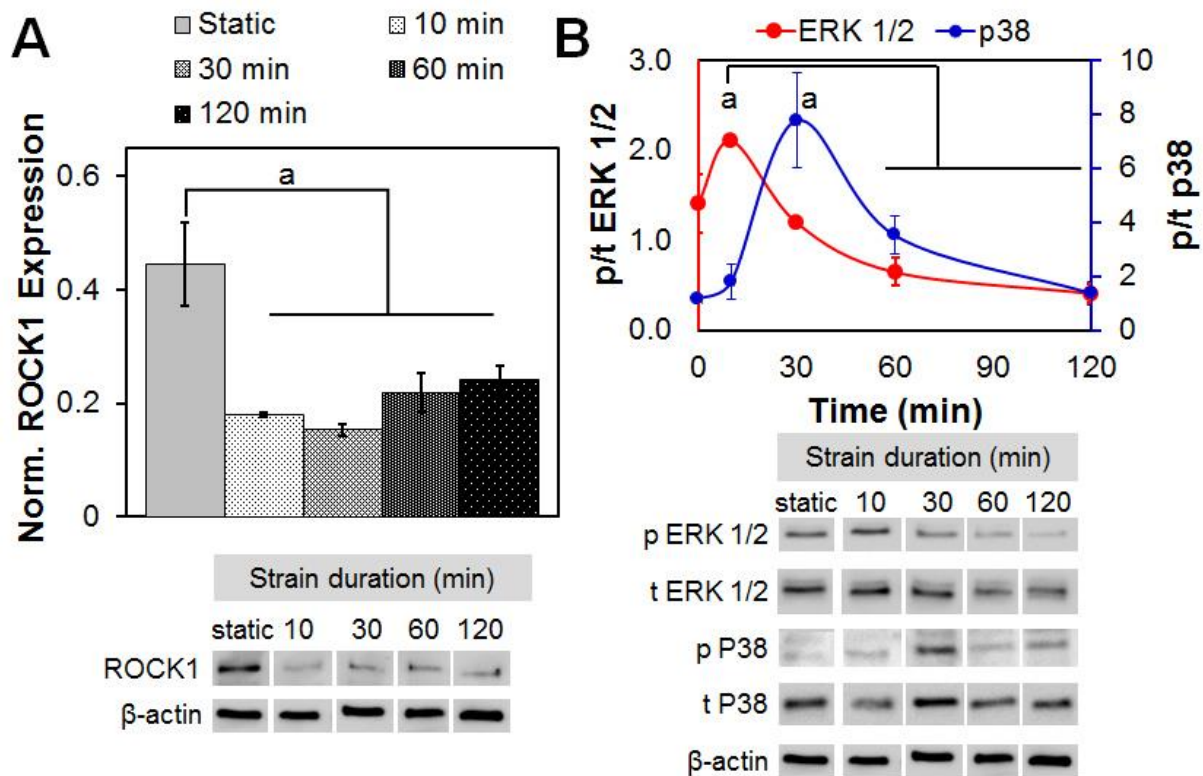 A
Static
10 min
30 min
60 min
120 min
Norm. ROCK1 Expression
0.6
0.4
0.2
0
a
Strain duration (min)
static 10 30 60 120
ROCK1
β-actin
B
ERK 1/2 p38
p/t ERK 1/2
3.0
2.0
1.0
0.0
a a
10
8
6
4
2
0
p/t p38
0 30 60 90 120
Time (min)
Strain duration (min)
static 10 30 60 120
p ERK 1/2
t ERK 1/2
p P38
t P38
β-actin